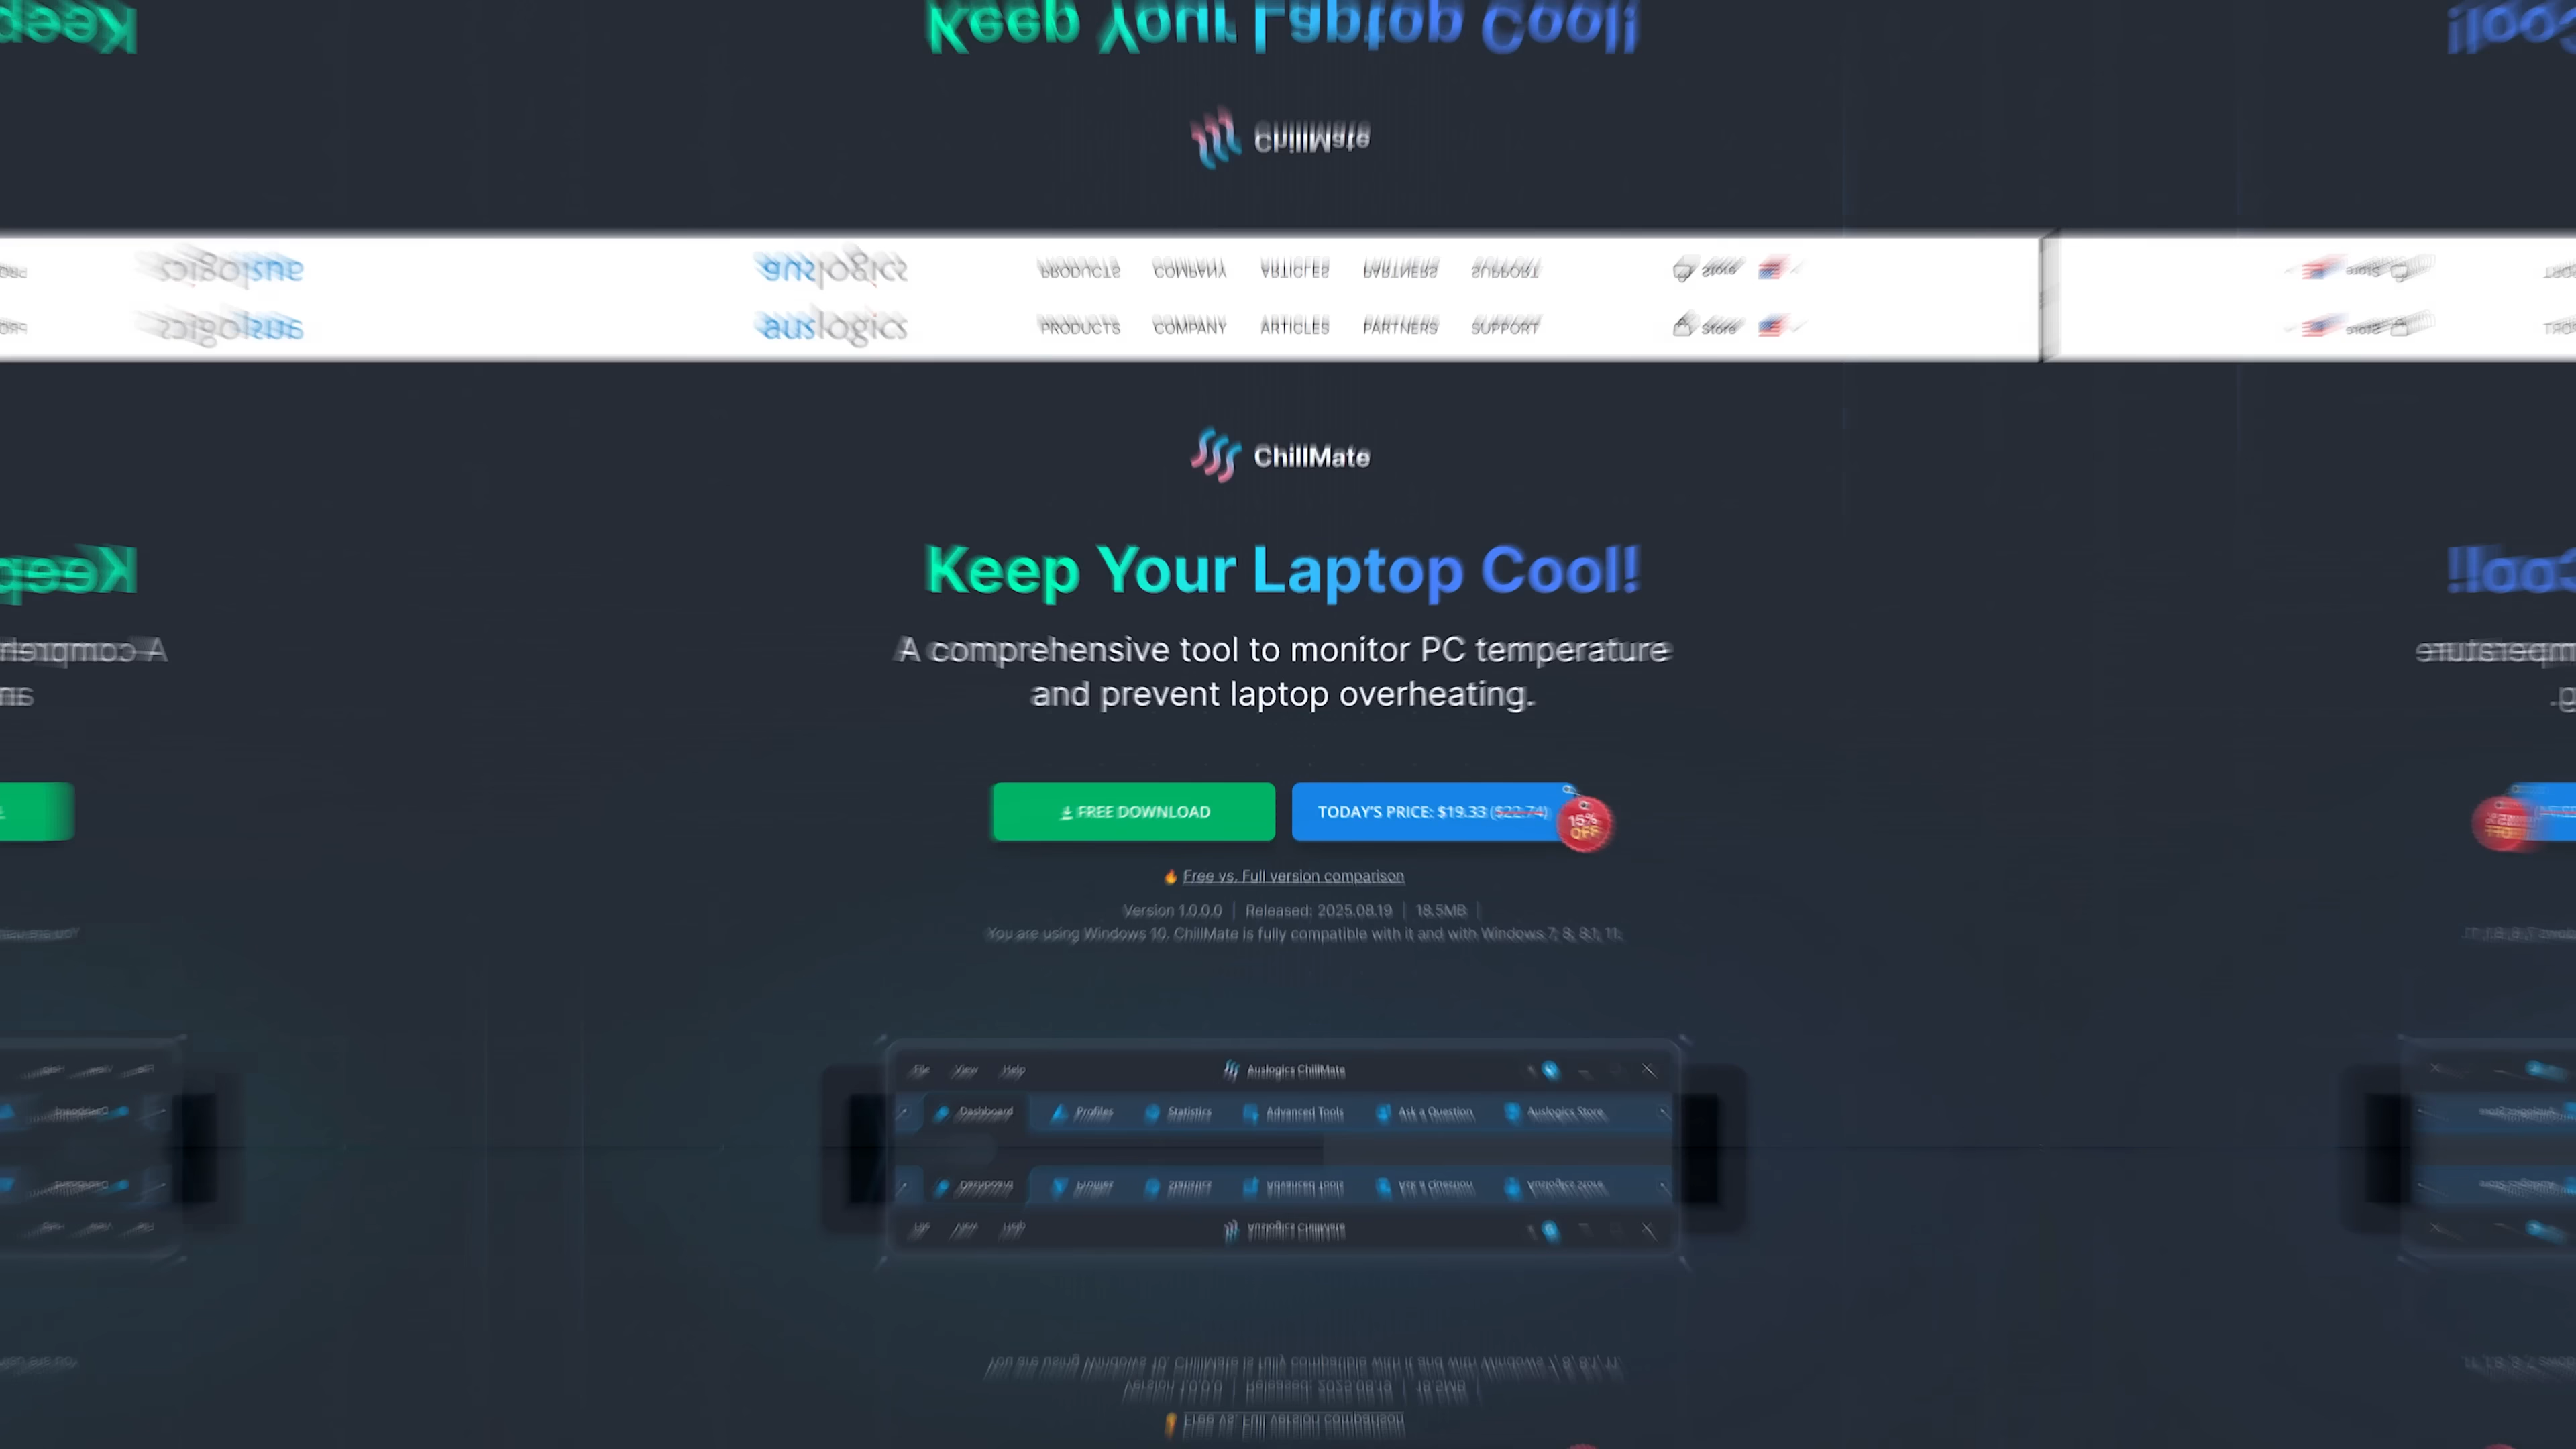 auslogics
PRODUCTS COMPANY ARTICLES PARTNERS SUPPORT Store
ChillMate
Keep Your Laptop Cool!
A comprehensive tool to monitor PC temperature
and prevent laptop overheating.
FREE DOWNLOAD
TODAY'S PRICE: $19.33 ($22.74)
15%
OFF
🔥 Free vs. Full version comparison
Version 1.0.0.0 | Released: 2025.08.19 | 18.5MB |
You are using Windows 10. ChillMate is fully compatible with it and with Windows 7, 8, 8.1, 11.
File View Help Auslogics ChillMate
Dashboard Profiles Statistics Advanced Tools Ask a Question Auslogics Store